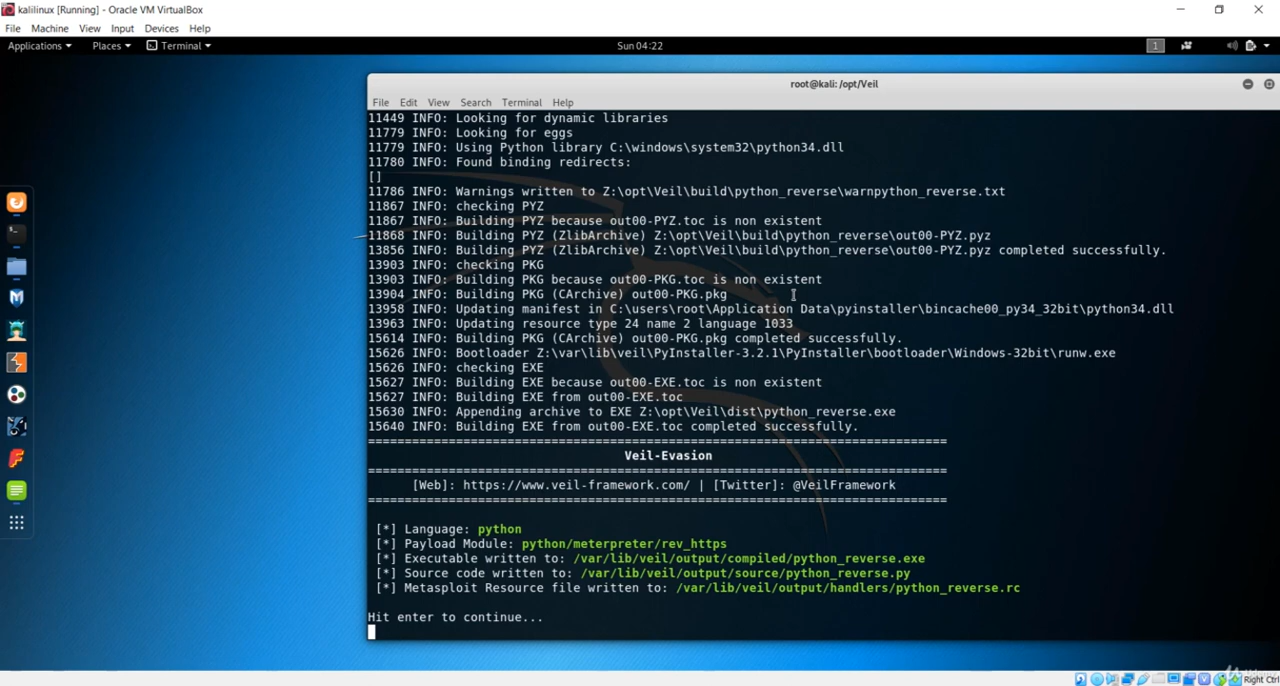 kalilinux [Running] - Oracle VM VirtualBox
File Machine View Input Devices Help
Applications Places Terminal Sun 04:22 1
root@kali: /opt/Veil
File Edit View Search Terminal Help
11449 INFO: Looking for dynamic libraries
11779 INFO: Looking for eggs
11779 INFO: Using Python library C:\windows\system32\python34.dll
11780 INFO: Found binding redirects:
[]
11786 INFO: Warnings written to Z:\opt\Veil\build\python_reverse\warnpython_reverse.txt
11867 INFO: checking PYZ
11867 INFO: Building PYZ because out00-PYZ.toc is non existent
11868 INFO: Building PYZ (ZlibArchive) Z:\opt\Veil\build\python_reverse\out00-PYZ.pyz
13856 INFO: Building PYZ (ZlibArchive) Z:\opt\Veil\build\python_reverse\out00-PYZ.pyz completed successfully.
13903 INFO: checking PKG
13903 INFO: Building PKG because out00-PKG.toc is non existent
13904 INFO: Building PKG (CArchive) out00-PKG.pkg
13958 INFO: Updating manifest in C:\users\root\Application Data\pyinstaller\bincache00_py34_32bit\python34.dll
13963 INFO: Updating resource type 24 name 2 language 1033
15614 INFO: Building PKG (CArchive) out00-PKG.pkg completed successfully.
15626 INFO: Bootloader Z:\var\lib\veil\PyInstaller-3.2.1\PyInstaller\bootloader\Windows-32bit\runw.exe
15626 INFO: checking EXE
15627 INFO: Building EXE because out00-EXE.toc is non existent
15627 INFO: Building EXE from out00-EXE.toc
15630 INFO: Appending archive to EXE Z:\opt\Veil\dist\python_reverse.exe
15640 INFO: Building EXE from out00-EXE.toc completed successfully.
===============================================================================
Veil-Evasion
===============================================================================
[Web]: https://www.veil-framework.com/ | [Twitter]: @VeilFramework
===============================================================================
[*] Language: python
[*] Payload Module: python/meterpreter/rev_https
[*] Executable written to: /var/lib/veil/output/compiled/python_reverse.exe
[*] Source code written to: /var/lib/veil/output/source/python_reverse.py
[*] Metasploit Resource file written to: /var/lib/veil/output/handlers/python_reverse.rc
Hit enter to continue...
Right Ctrl